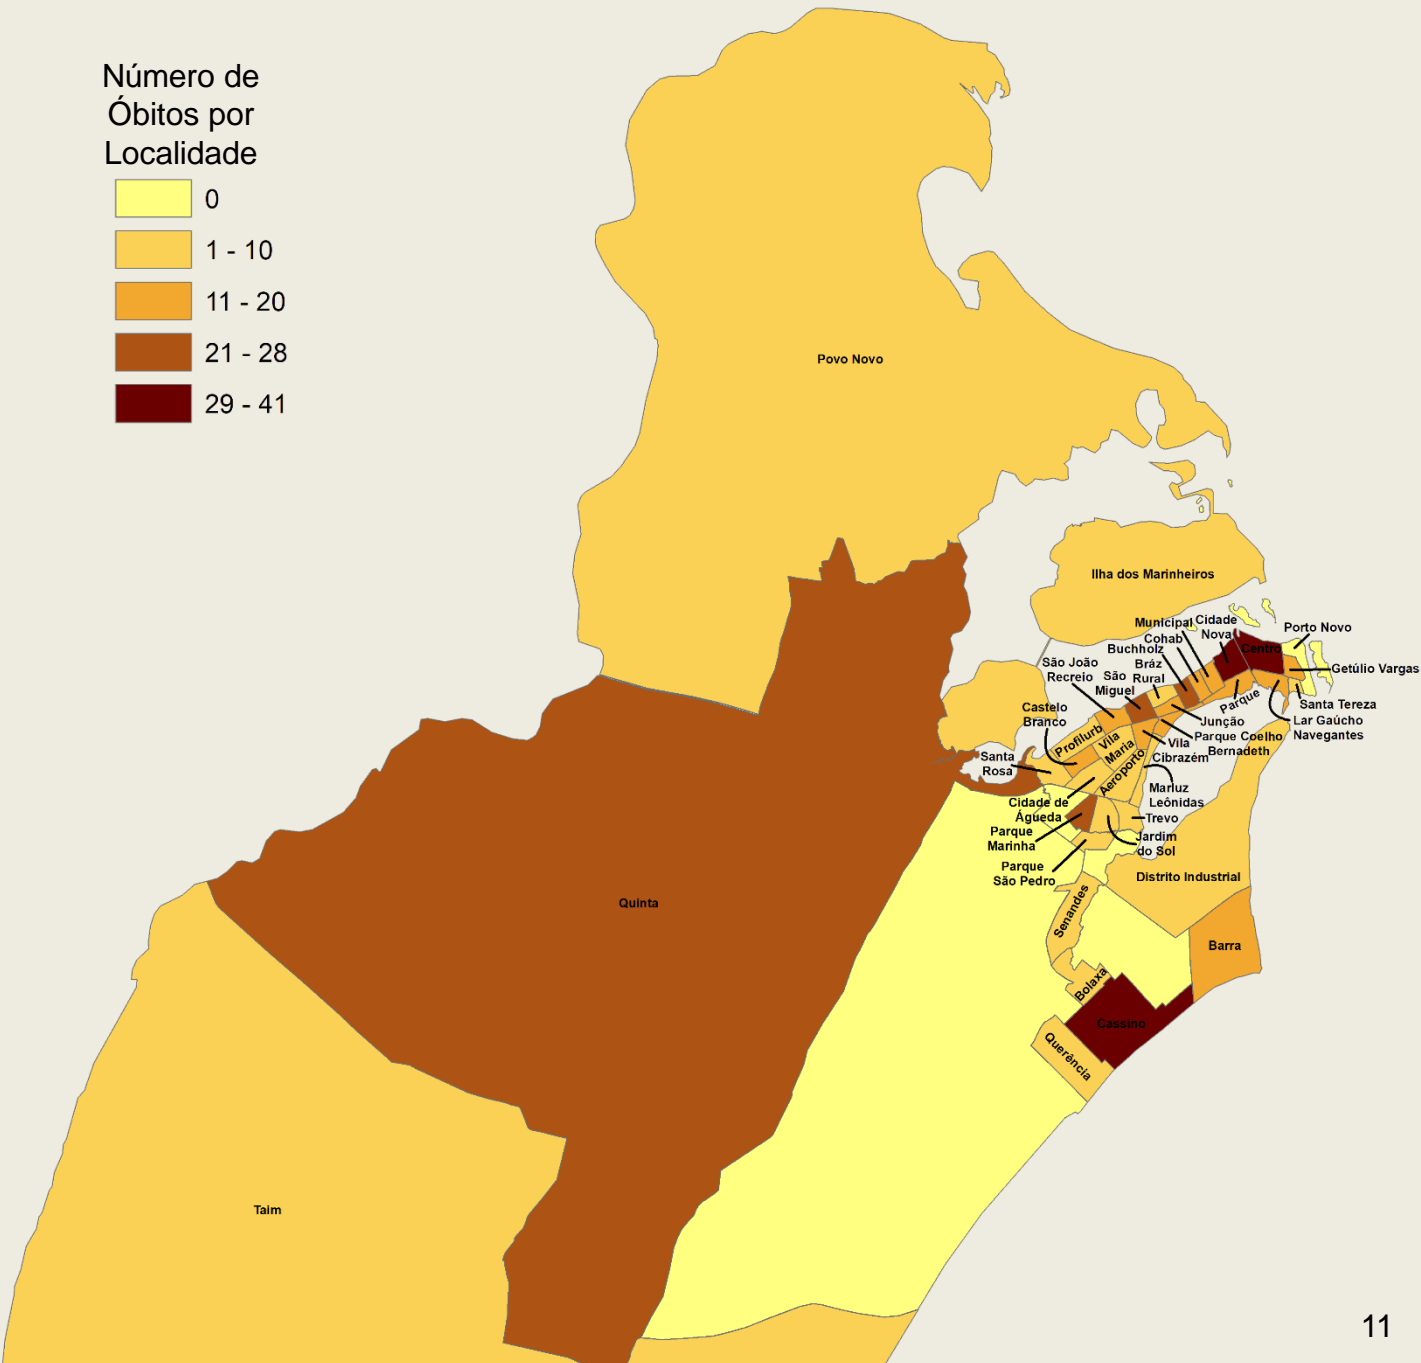 Número de
Óbitos por
Localidade
0
1 - 10
11 - 20
21 - 28
29 - 41
Povo Novo
Ilha dos Marinheiros
Municipal
Cidade
Nova
Porto Novo
Cohab
Buchholz
Centro
Getúlio Vargas
São João
Recreio
Bráz
Rural
São
Miguel
Santa Tereza
Castelo
Branco
Parque
Lar Gaúcho
Navegantes
Junção
Profilurb
Vila
Maria
Parque Coelho
Bernadeth
Vila
Cibrazém
Santa
Rosa
Aeroporto
Marluz
Leônidas
Cidade de
Águeda
Trevo
Parque
Marinha
Jardim
do Sol
Parque
São Pedro
Distrito Industrial
Senandes
Quinta
Barra
Bolaxa
Cassino
Querência
Taim
11